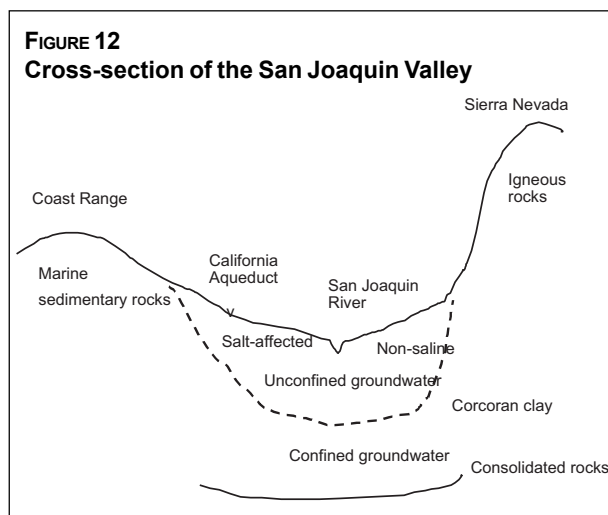 FIGURE 12
Cross-section of the San Joaquin Valley
Sierra Nevada
Igneous
rocks
Coast Range
California
Aqueduct
San Joaquin
River
Marine
sedimentary rocks
Salt-affected
Non-saline
Unconfined groundwater
Corcoran clay
Confined groundwater
Consolidated rocks